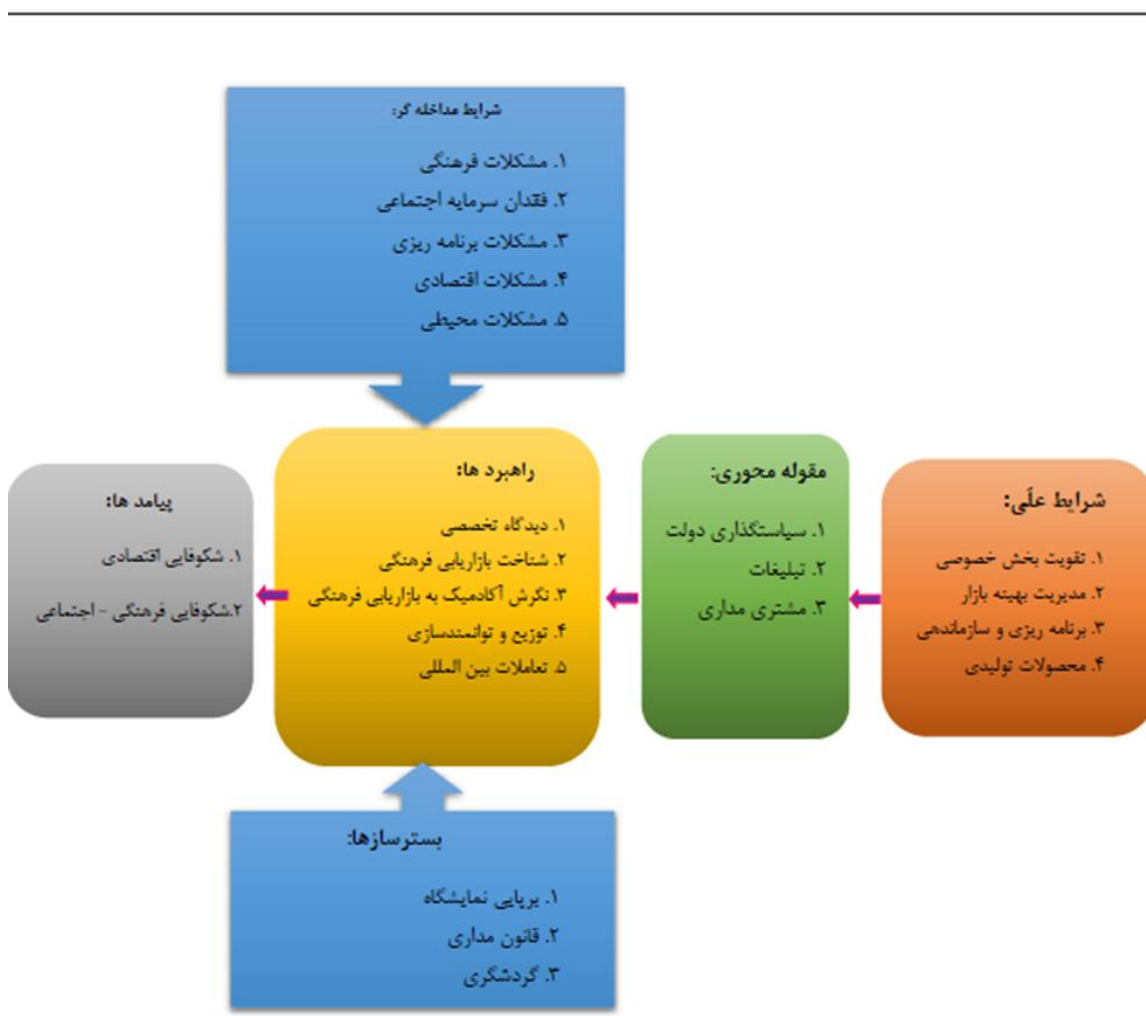 شرایط مداخله گر:
۱. مشکلات فرهنگی
۲. فقدان سرمایه اجتماعی
۳. مشکلات برنامه ریزی
۴. مشکلات اقتصادی
۵. مشکلات محیطی
شرایط علّی:
۱. تقویت بخش خصوصی
۲. مدیریت بهینه بازار
۳. برنامه ریزی و سازماندهی
۴. محصولات تولیدی
مقوله محوری:
۱. سیاستگذاری دولت
۲. تبلیغات
۳. مشتری مداری
راهبرد ها:
۱. دیدگاه تخصصی
۲. شناخت بازاریابی فرهنگی
۳. نگرش آکادمیک به بازاریابی فرهنگی
۴. توزیع و توانمندسازی
۵. تعاملات بین المللی
پیامد ها:
۱. شکوفایی اقتصادی
۲.شکوفایی فرهنگی - اجتماعی
بسترسازها:
۱. برپایی نمایشگاه
۲. قانون مداری
۳. گردشگری